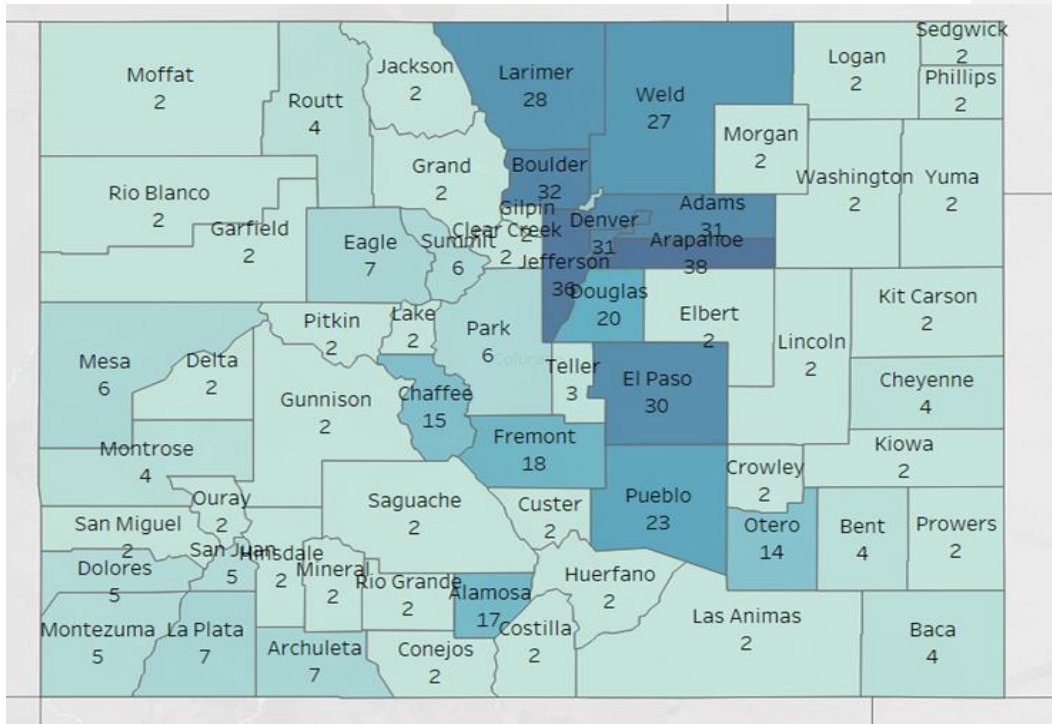 Moffat
2
Routt
4
Jackson
2
Larimer
28
Weld
27
Logan
2
Sedgwick
2
Phillips
2
Morgan
2
Rio Blanco
2
Grand
2
Boulder
32
Washington
2
Yuma
2
Garfield
2
Eagle
7
Summit
6
Gilpin
2
Clear Creek
2
Denver
31
Adams
31
Arapahoe
38
Jefferson
36
Douglas
20
Elbert
2
Kit Carson
2
Mesa
6
Delta
2
Pitkin
2
Lake
2
Park
6
Teller
3
El Paso
30
Lincoln
2
Cheyenne
4
Gunnison
2
Chaffee
15
Fremont
18
Kiowa
2
Montrose
4
Ouray
2
Saguache
2
Custer
2
Pueblo
23
Crowley
2
Otero
14
Bent
4
Prowers
2
San Miguel
2
Dolores
5
San Juan
5
Hinsdale
2
Mineral
2
Rio Grande
2
Alamosa
17
Huerfano
2
Las Animas
2
Baca
4
Montezuma
5
La Plata
7
Archuleta
7
Conejos
2
Costilla
2